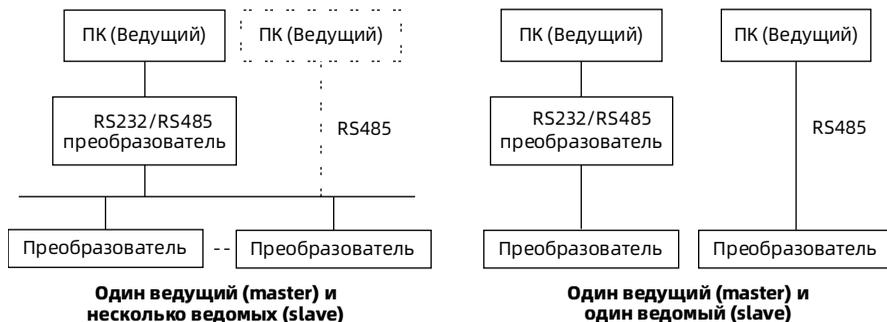 ПК (Ведущий)
ПК (Ведущий)
RS232/RS485
преобразователь
RS485
Преобразователь
--
Преобразователь
Один ведущий (master) и
несколько ведомых (slave)
ПК (Ведущий)
ПК (Ведущий)
RS232/RS485
преобразователь
RS485
Преобразователь
Преобразователь
Один ведущий (master) и
один ведомый (slave)